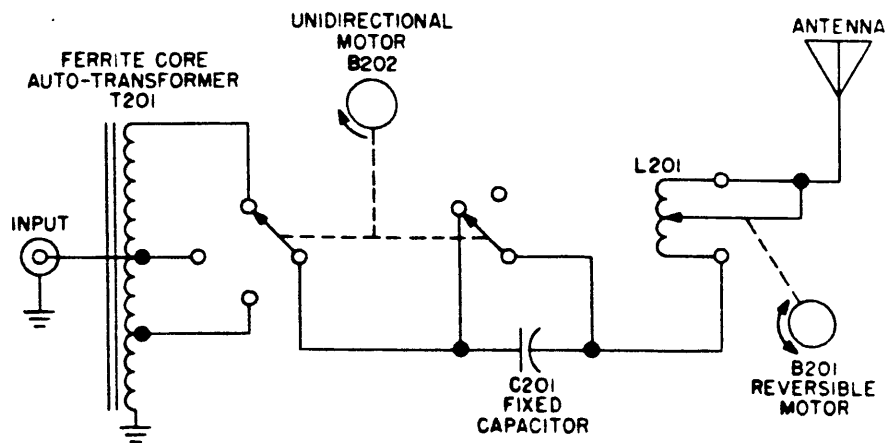 UNIDIRECTIONAL
MOTOR
B202
ANTENNA
FERRITE CORE
AUTO-TRANSFORMER
T201
L201
INPUT
C201
FIXED
CAPACITOR
B201
REVERSIBLE
MOTOR